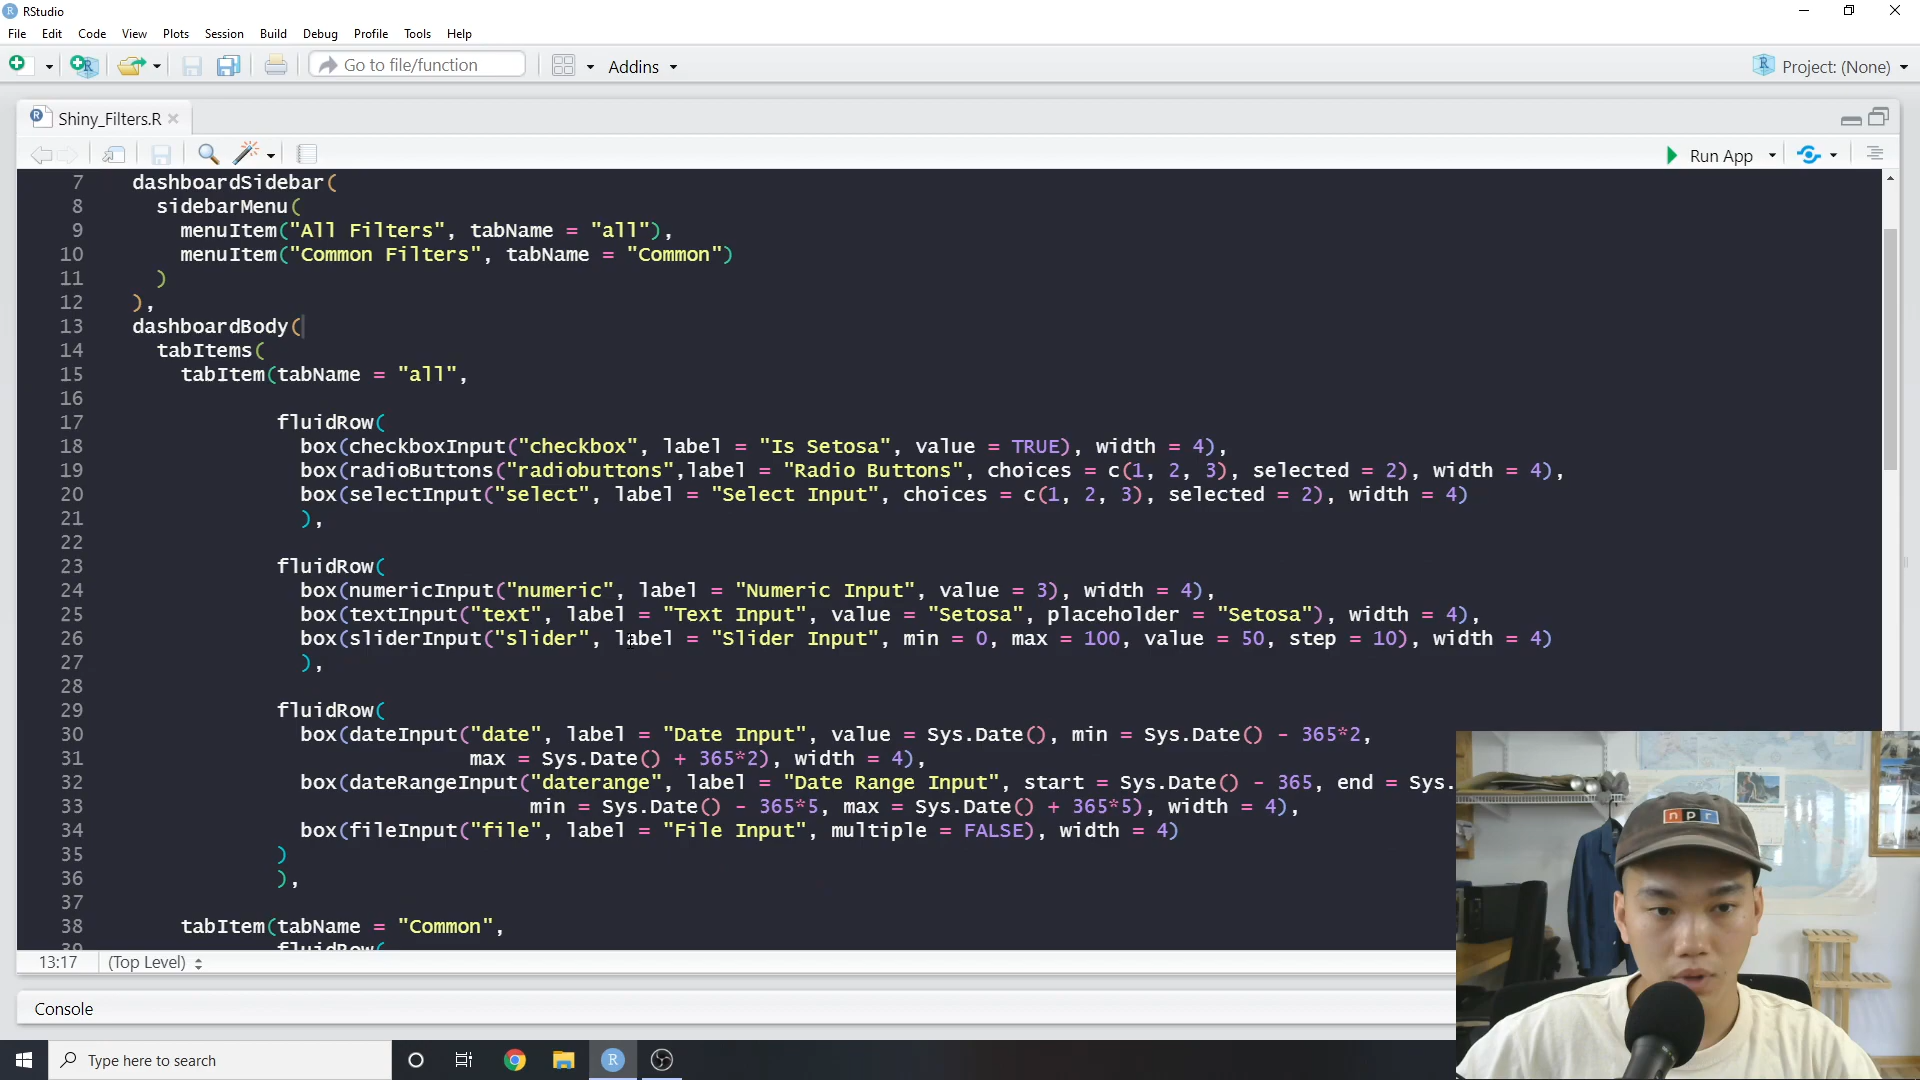 RStudio
File Edit Code View Plots Session Build Debug Profile Tools Help
Go to file/function Addins Project: (None)
Shiny_Filters.R
Run App
7 dashboardSidebar(
8 sidebarMenu(
9 menuItem("All Filters", tabName = "all"),
10 menuItem("Common Filters", tabName = "Common")
11 )
12 ),
13 dashboardBody(
14 tabItems(
15 tabItem(tabName = "all",
16
17 fluidRow(
18 box(checkboxInput("checkbox", label = "Is Setosa", value = TRUE), width = 4),
19 box(radioButtons("radiobuttons",label = "Radio Buttons", choices = c(1, 2, 3), selected = 2), width = 4),
20 box(selectInput("select", label = "Select Input", choices = c(1, 2, 3), selected = 2), width = 4)
21 ),
22
23 fluidRow(
24 box(numericInput("numeric", label = "Numeric Input", value = 3), width = 4),
25 box(textInput("text", label = "Text Input", value = "Setosa", placeholder = "Setosa"), width = 4),
26 box(sliderInput("slider", label = "Slider Input", min = 0, max = 100, value = 50, step = 10), width = 4)
27 ),
28
29 fluidRow(
30 box(dateInput("date", label = "Date Input", value = Sys.Date(), min = Sys.Date() - 365*2,
31 max = Sys.Date() + 365*2), width = 4),
32 box(dateRangeInput("daterange", label = "Date Range Input", start = Sys.Date() - 365, end = Sys.
33 min = Sys.Date() - 365*5, max = Sys.Date() + 365*5), width = 4),
34 box(fileInput("file", label = "File Input", multiple = FALSE), width = 4)
35 )
36 ),
37
38 tabItem(tabName = "Common",
39 fluidRow(
13:17 (Top Level)
Console
Type here to search
npr